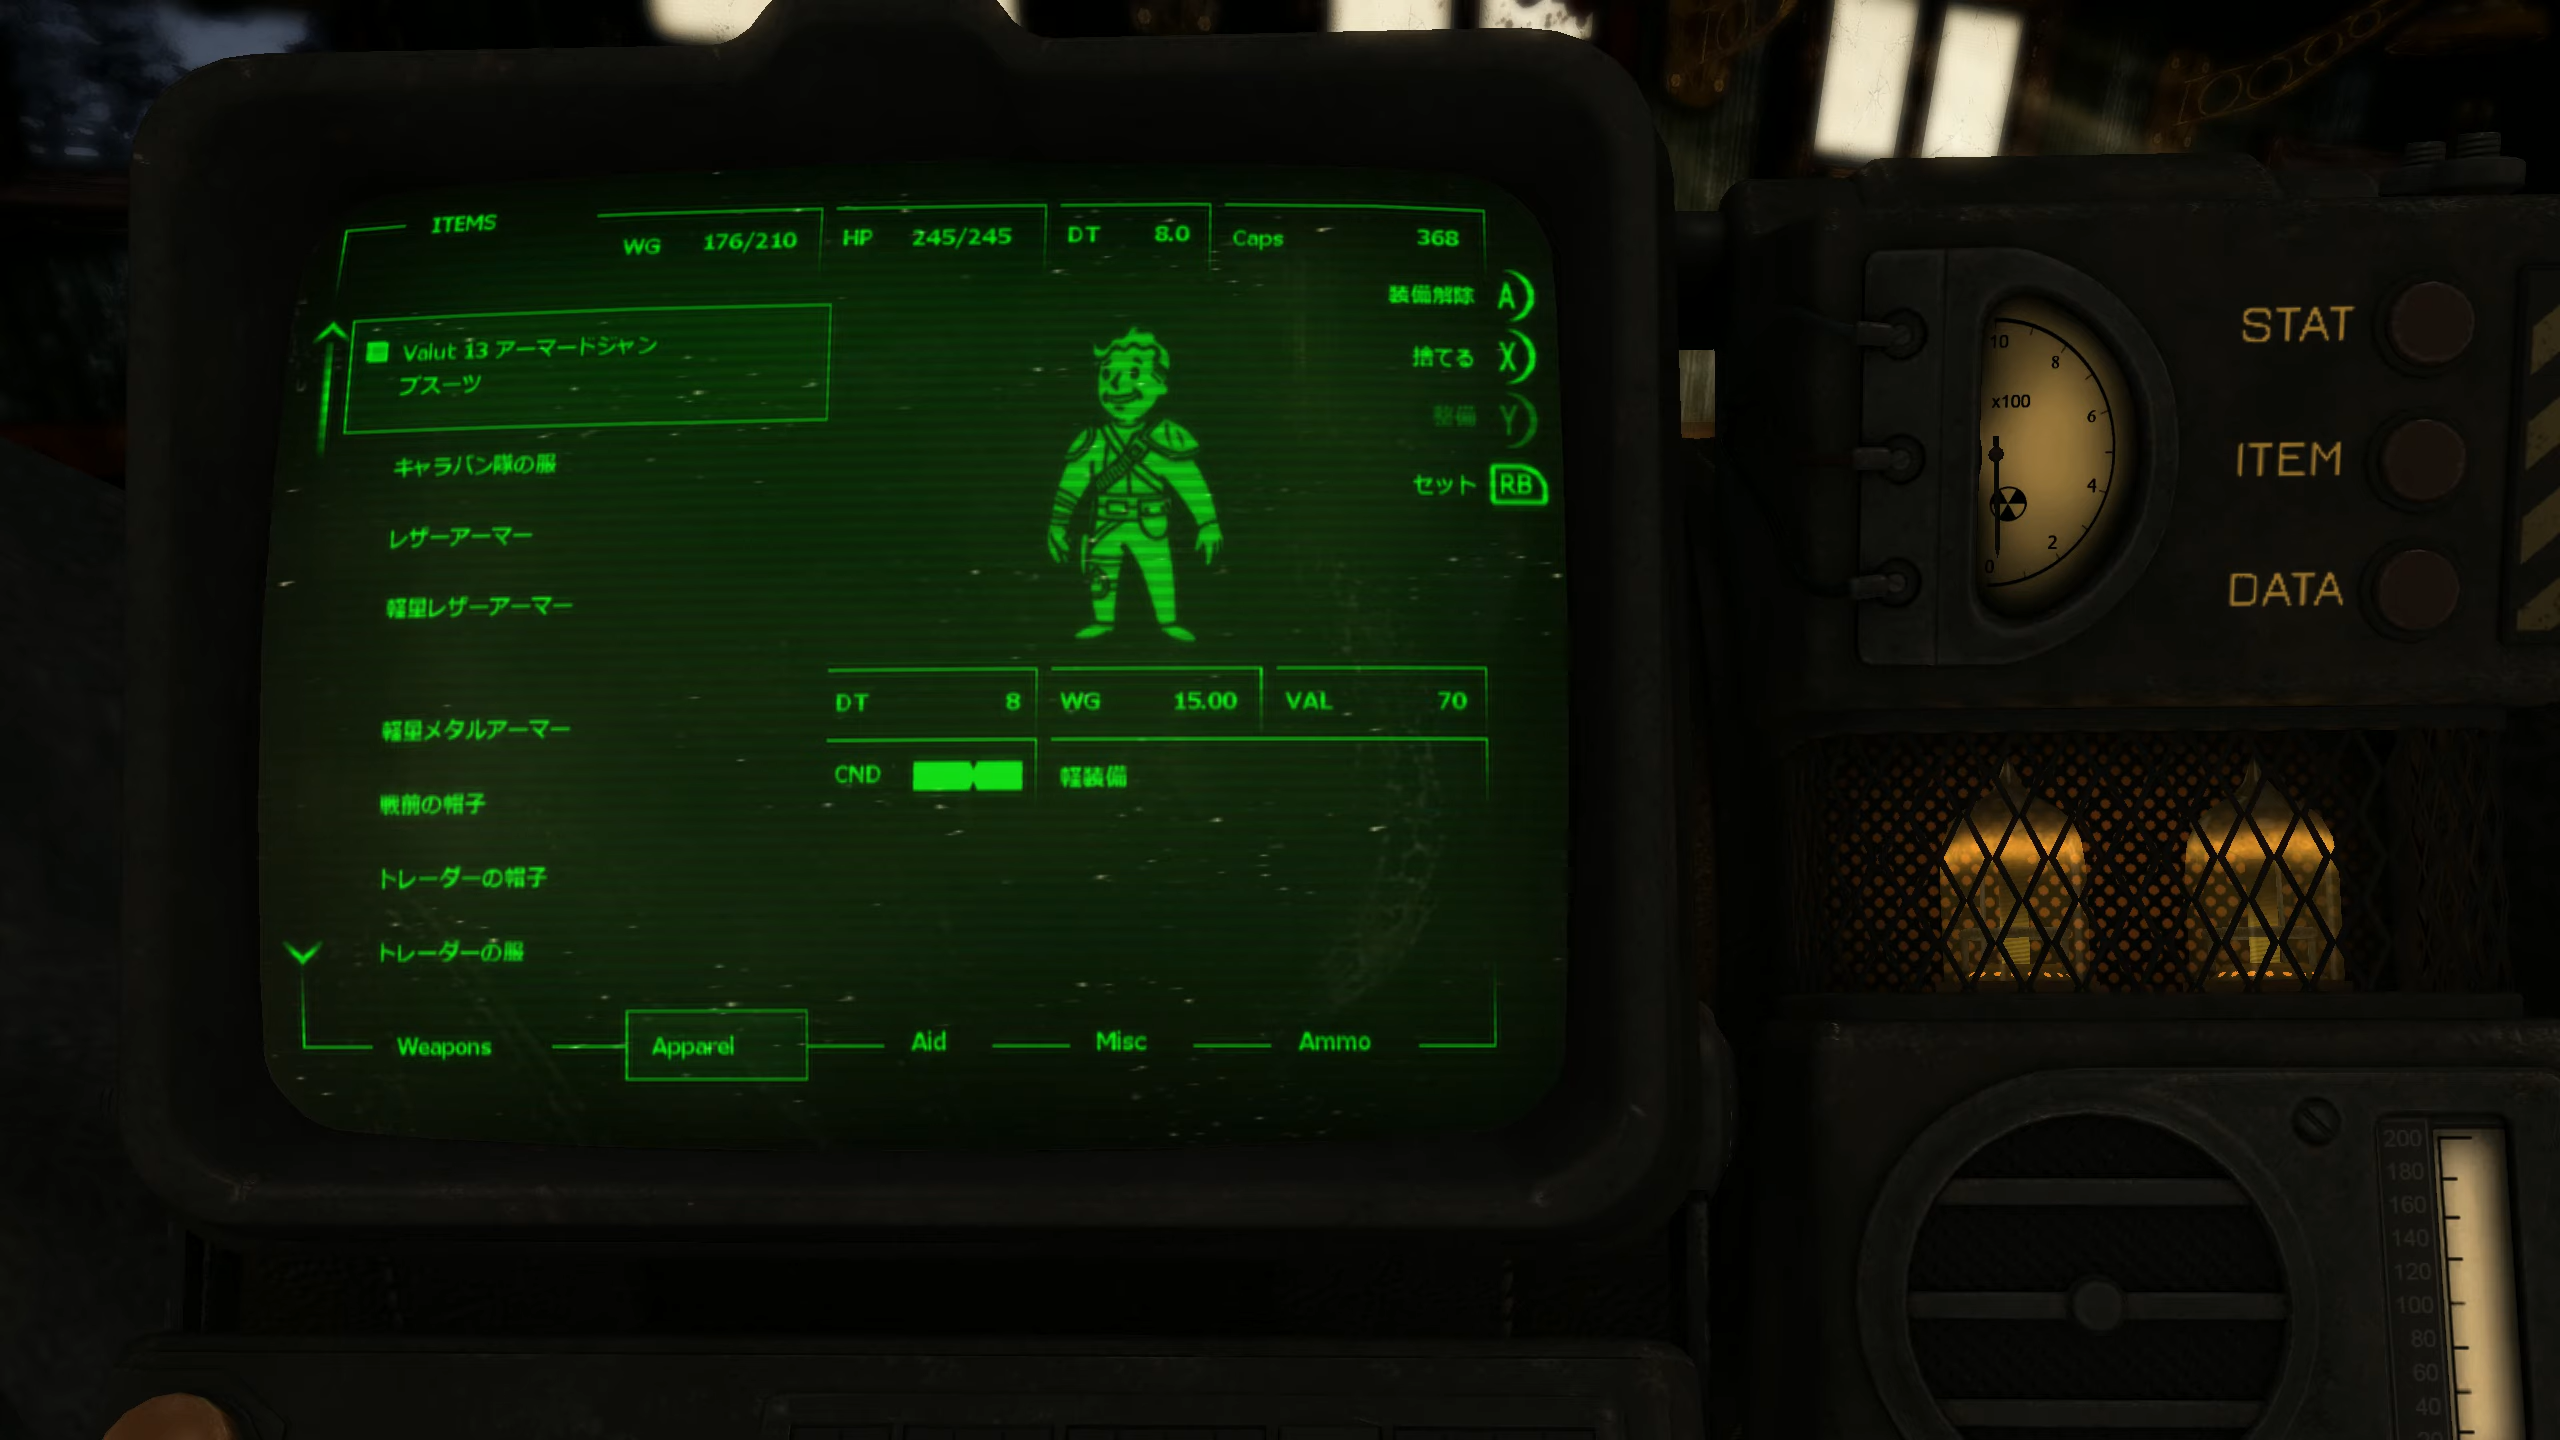 ITEMS
WG 176/210 HP 245/245 DT 8.0 Caps 368
装備解除 A
捨てる X
整備 Y
セット RB
Valut 13 アーマードジャン
プスーツ
キャラバン隊の服
レザーアーマー
軽量レザーアーマー
軽量メタルアーマー
戦前の帽子
トレーダーの帽子
トレーダーの服
DT 8 WG 15.00 VAL 70
CND 軽装備
Weapons Apparel Aid Misc Ammo
10
8
x100
6
4
2
0
STAT
ITEM
DATA
200
180
160
140
120
100
80
60
40
20